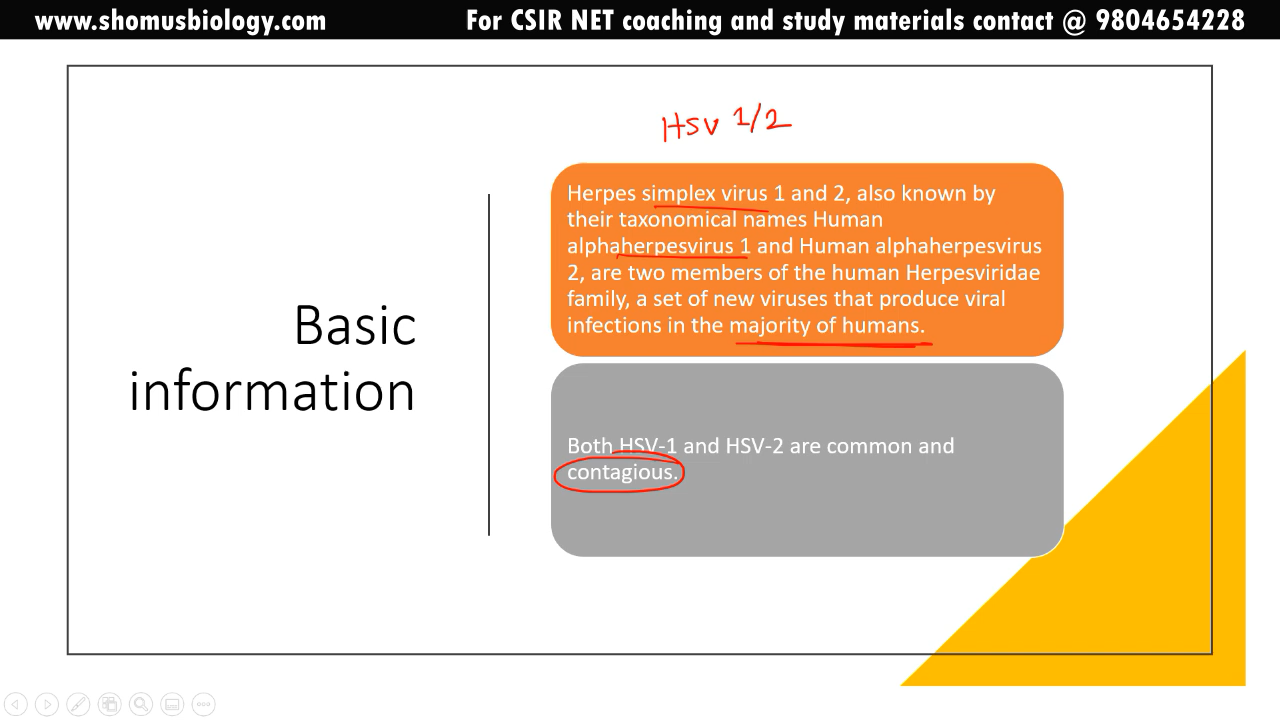 www.shomusbiology.com
For CSIR NET coaching and study materials contact @ 9804654228
HSV 1/2
Basic
information
Herpes simplex virus 1 and 2, also known by
their taxonomical names Human
alphaherpesvirus 1 and Human alphaherpesvirus
2, are two members of the human Herpesviridae
family, a set of new viruses that produce viral
infections in the majority of humans.
Both HSV-1 and HSV-2 are common and
contagious.